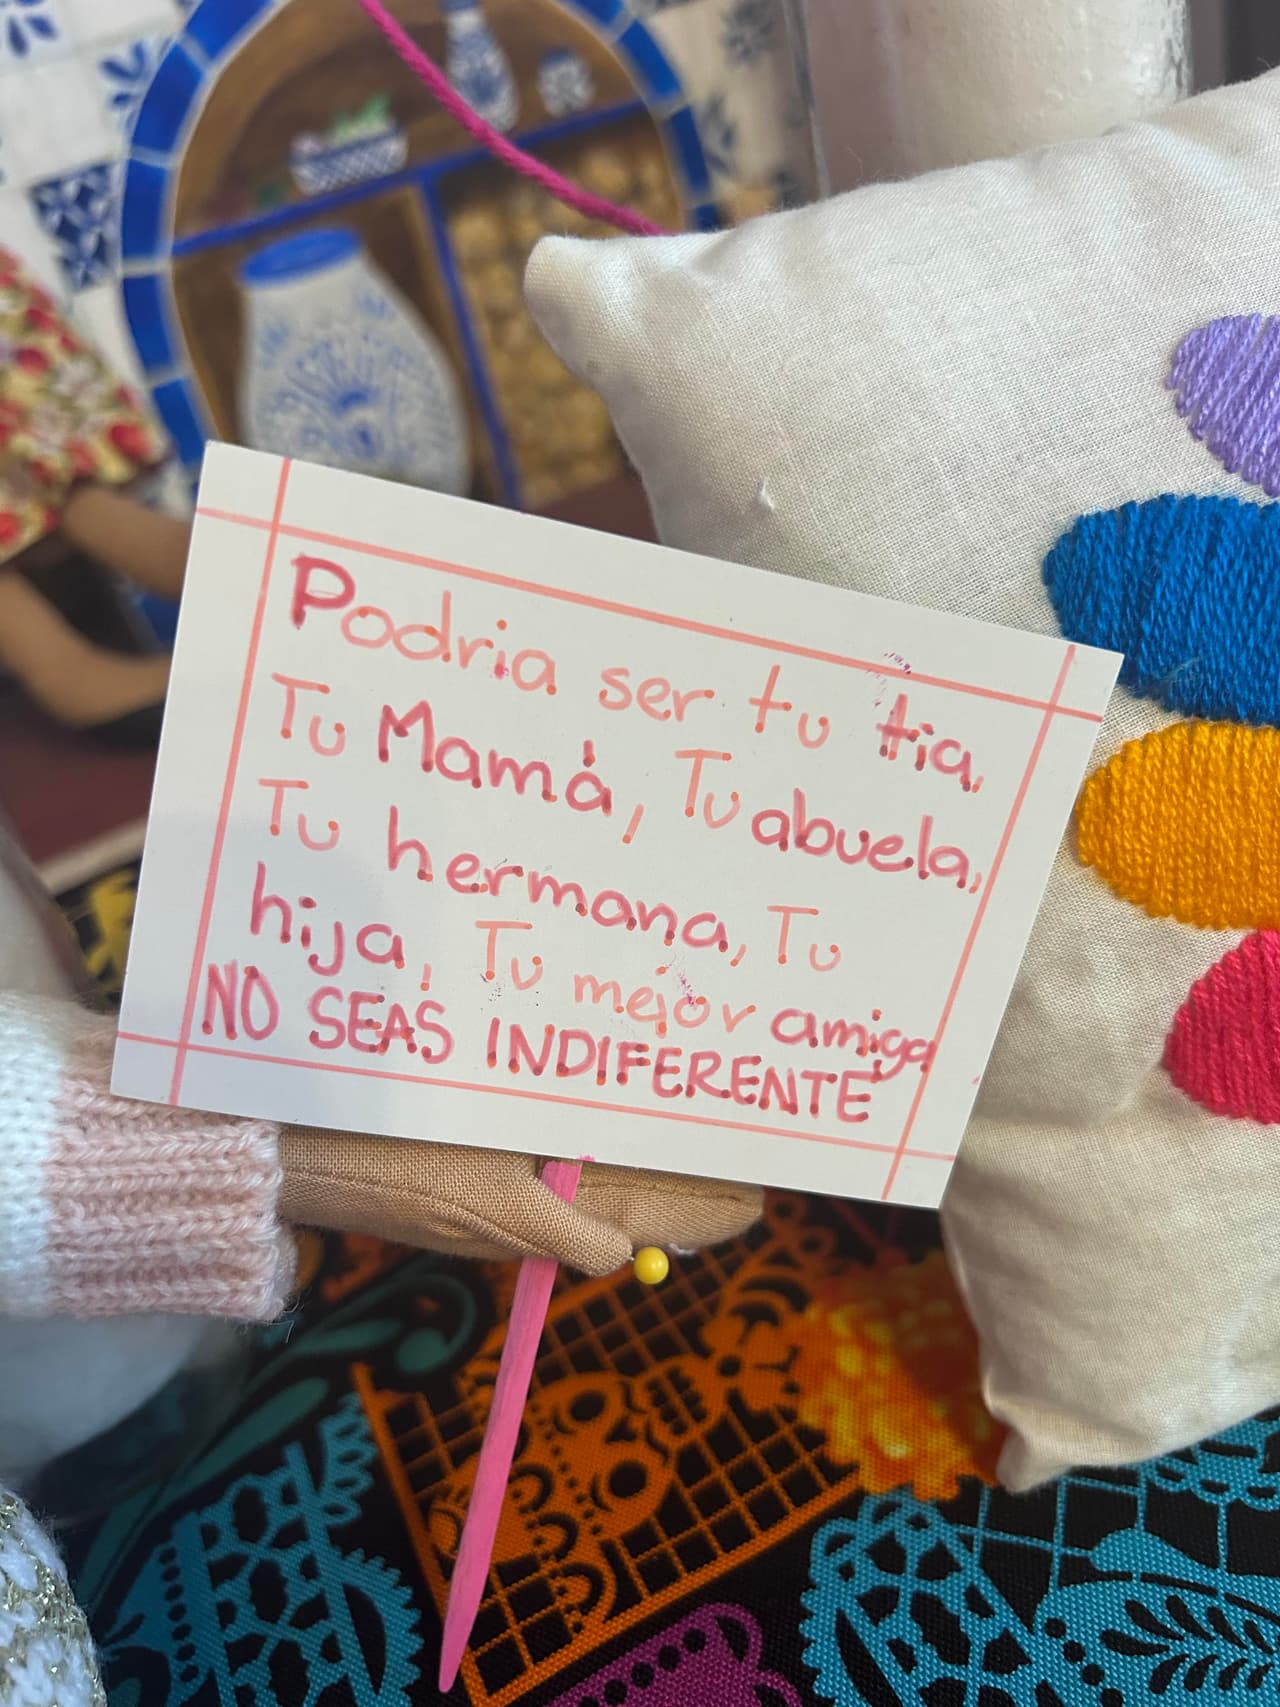 Podria ser tu tia,
Tu Mamá, Tu abuela,
Tu hermana, Tu
hija, Tu mejor amiga
NO SEAS INDIFERENTE